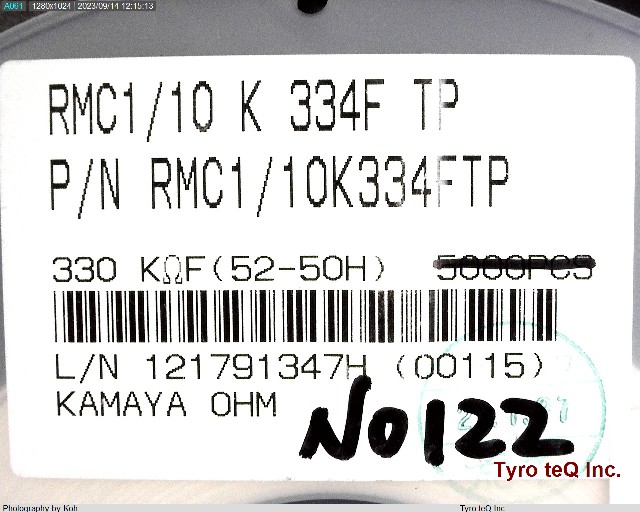 A061 1280x1024 2023/09/14 12:15:13
RMC1/10 K 334F TP
P/N RMC1/10K334FTP
330 KΩF(52-50H) 5000PCS
L/N 121791347H (00115)
KAMAYA OHM
No122
Tyro teQ Inc.
Photography by Koh Tyro teQ Inc.